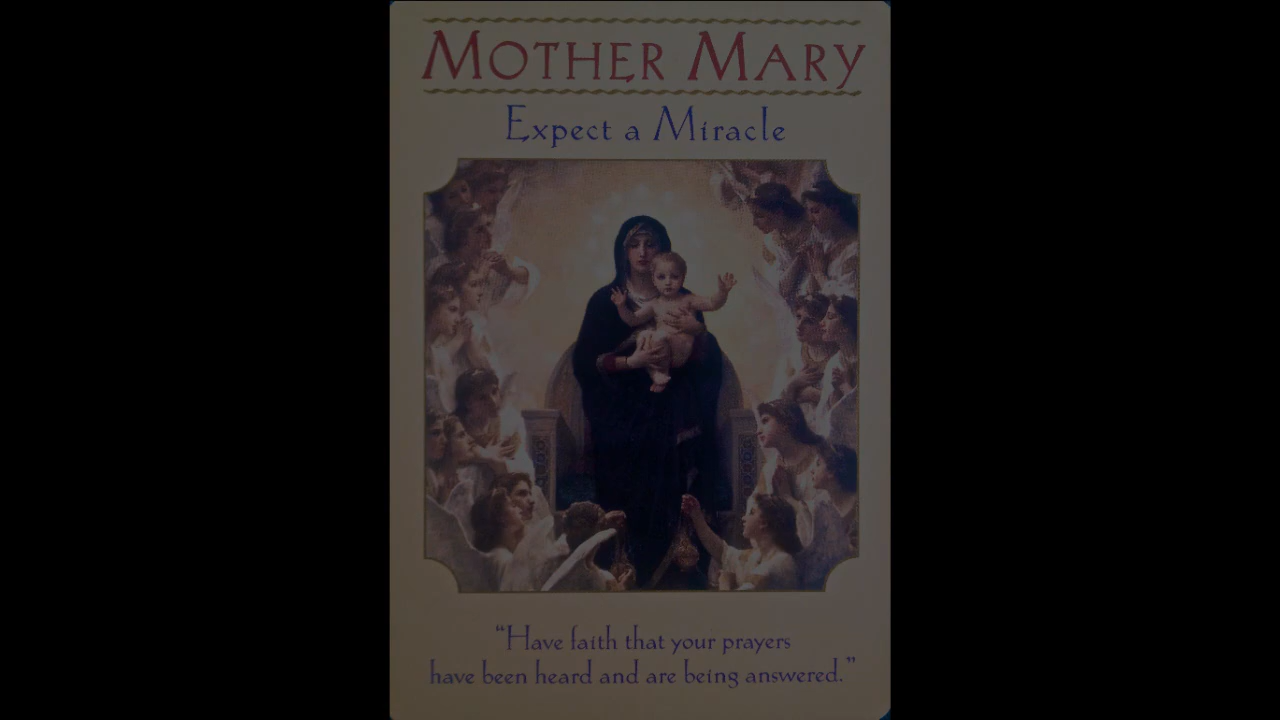 MOTHER MARY
Expect a Miracle
“Have faith that your prayers
have been heard and are being answered.”